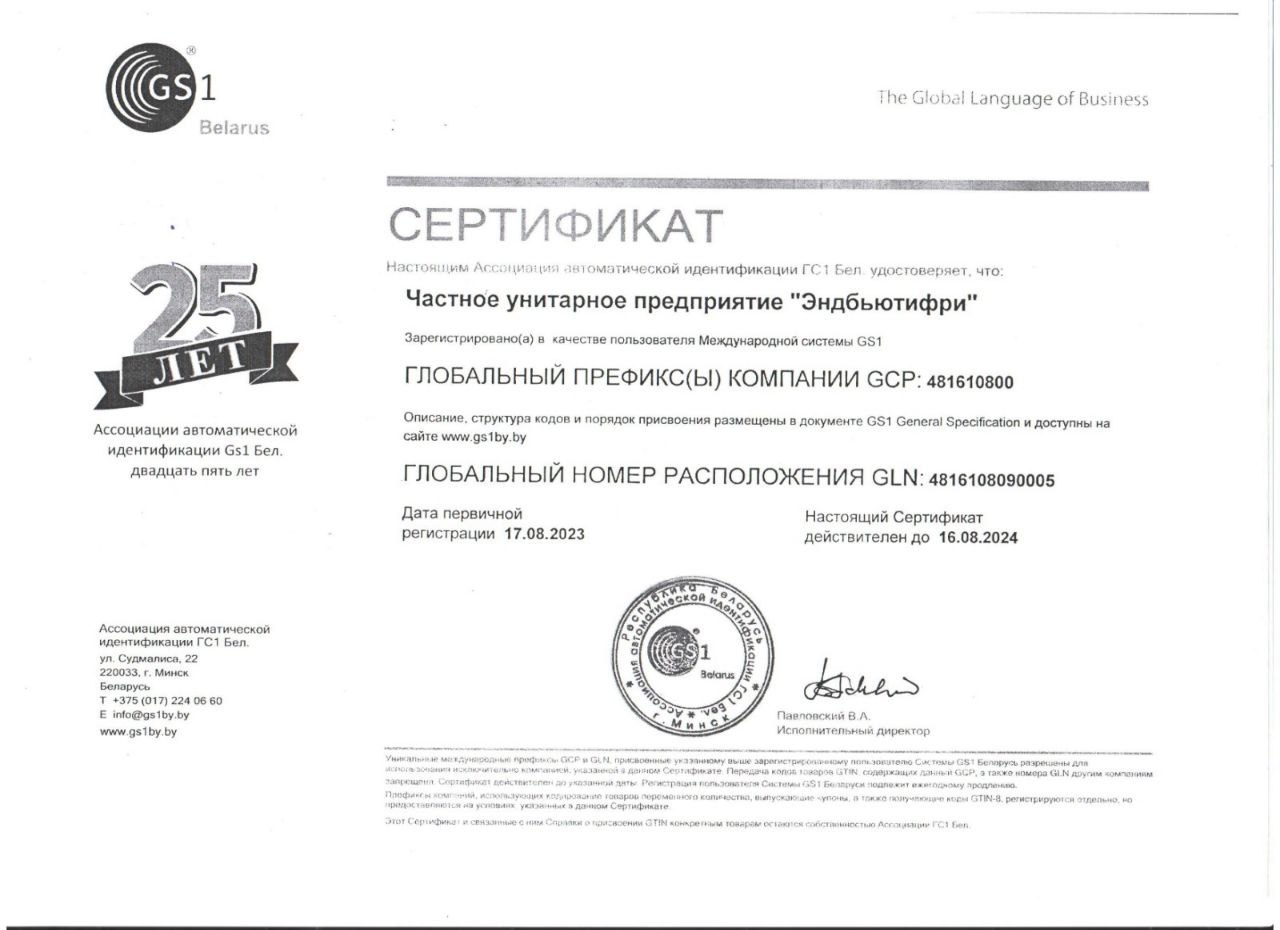 GS1
®
Belarus
The Global Language of Business
СЕРТИФИКАТ
Настоящим Ассоциация автоматической идентификации ГС1 Бел. удостоверяет, что:
Частное унитарное предприятие "Эндбьютифри"
Зарегистрировано(а) в качестве пользователя Международной системы GS1
ГЛОБАЛЬНЫЙ ПРЕФИКС(Ы) КОМПАНИИ GCP: 481610800
Описание, структура кодов и порядок присвоения размещены в документе GS1 General Specification и доступны на
сайте www.gs1by.by
ГЛОБАЛЬНЫЙ НОМЕР РАСПОЛОЖЕНИЯ GLN: 4816108090005
Дата первичной
регистрации 17.08.2023
Настоящий Сертификат
действителен до 16.08.2024
25
ЛЕТ
Ассоциации автоматической
идентификации Gs1 Бел.
двадцать пять лет
Ассоциация автоматической
идентификации ГС1 Бел.
ул. Судмалиса, 22
220033, г. Минск
Беларусь
T +375 (017) 224 06 60
E info@gs1by.by
www.gs1by.by
Республика Беларусь
Ассоциация автоматической идентификации ГС1 Бел.
г. Минск
GS1
Belarus
Павловский В.А.
Исполнительный директор
Уникальные международные префиксы GCP и GLN, присвоенные указанному выше зарегистрированному пользователю Системы GS1 Беларусь разрешены для
использования исключительно компанией, указанной в данном Сертификате. Передача кодов товаров GTIN, содержащих данный GCP, а также номера GLN другим компаниям
запрещена. Сертификат действителен до указанной даты. Регистрация пользователя Системы GS1 Беларуси подлежит ежегодному продлению.
Префиксы компаний, использующих кодирование товаров переменного количества, выпускающие купоны, а также получающие коды GTIN-8, регистрируются отдельно, но
предоставляются на условиях, указанных в данном Сертификате.
Этот Сертификат и связанные с ним Справки о присвоении GTIN конкретным товарам остаются собственностью Ассоциации ГС1 Бел.